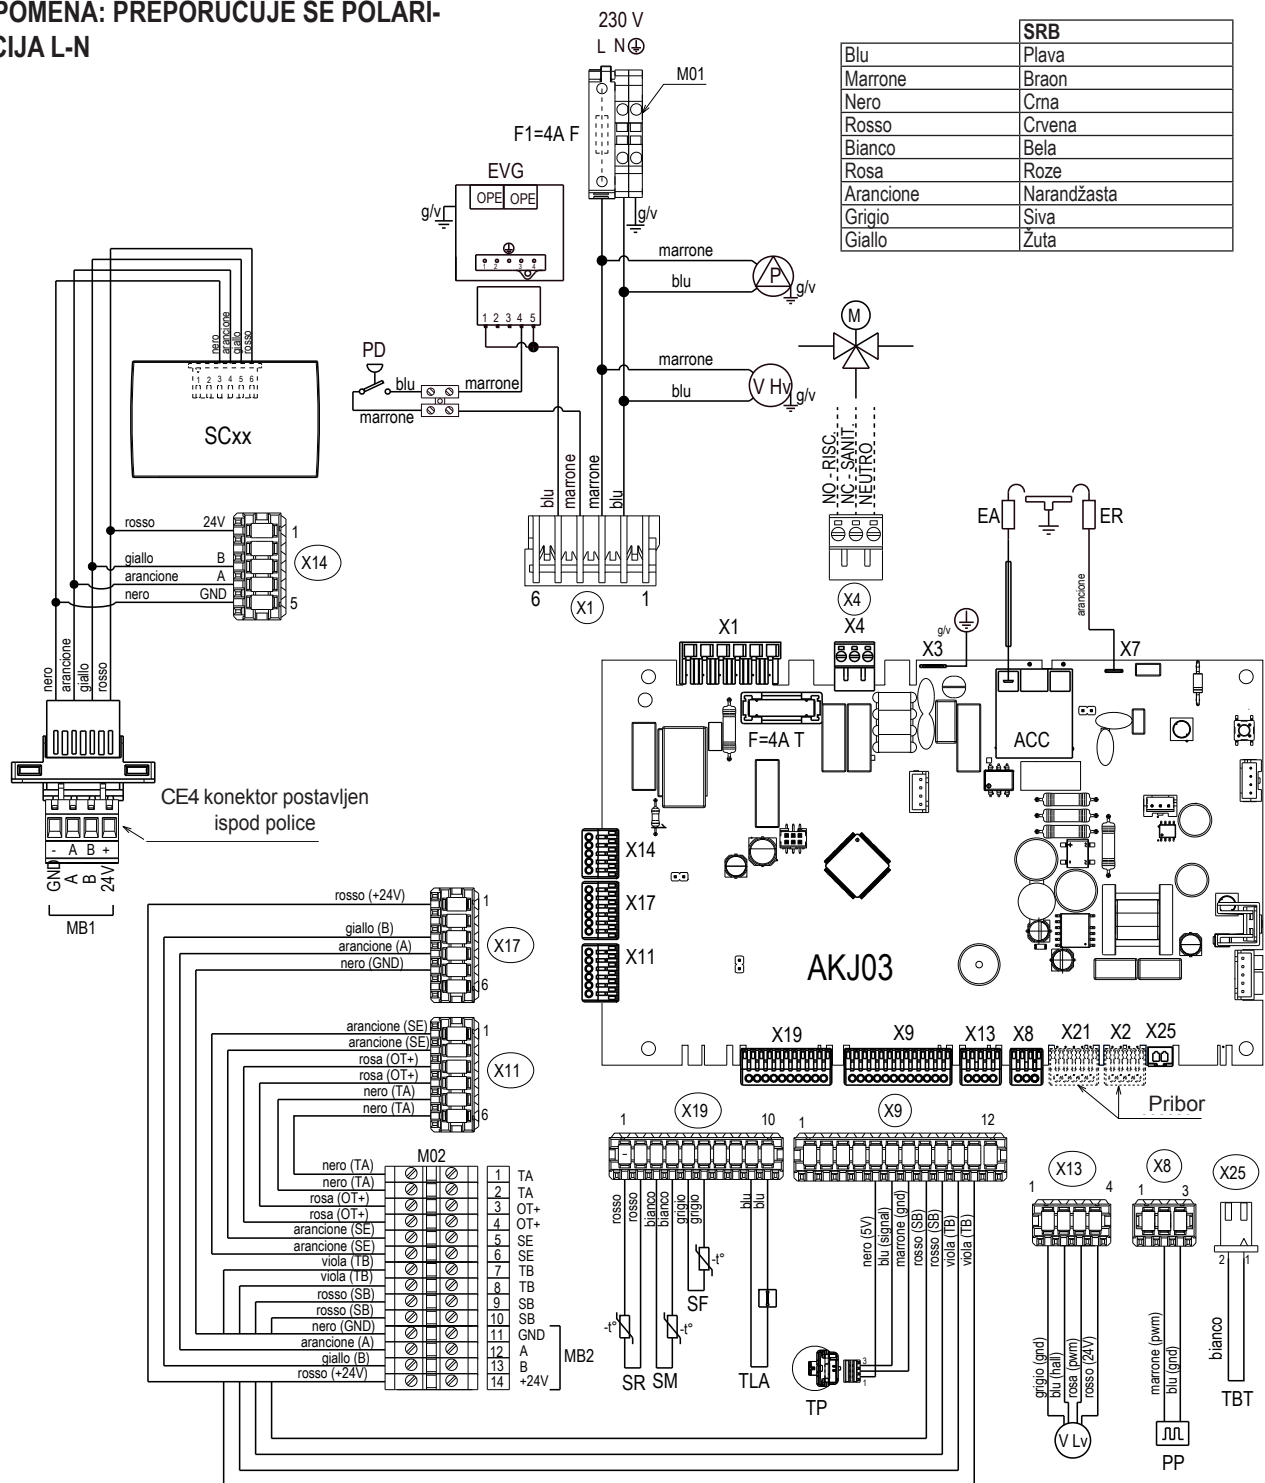 POMENA: PREPORUČUJE SE POLARI-
CIJA L-N
230 V
L N
M01
F1=4A F
SRB
Blu Plava
Marrone Braon
Nero Crna
Rosso Crvena
Bianco Bela
Rosa Roze
Arancione Narandžasta
Grigio Siva
Giallo Žuta
EVG
OPE OPE
g/v
g/v
1 2 3 4
1 2 3 4 5
marrone
blu
P
g/v
marrone
blu
V Hv
g/v
M
PD
blu
marrone
marrone
nero
arancione
giallo
rosso
1 2 3 4 5 6
SCxx
blu
marrone
marrone
blu
6
X1
1
NO - RISC.
NC - SANIT.
NEUTRO
X4
EA
ER
arancione
rosso 24V
giallo B
arancione A
nero GND
1
X14
5
nero
arancione
giallo
rosso
CE4 konektor postavljen
ispod police
- A B +
GND
A
B
24V
MB1
X1
X4
X3
g/v
X7
F=4A T
ACC
X14
X17
X11
AKJ03
X19
X9
X13
X8
X21
X2
X25
Pribor
rosso (+24V)
giallo (B)
arancione (A)
nero (GND)
1
X17
6
arancione (SE)
arancione (SE)
rosa (OT+)
rosa (OT+)
nero (TA)
nero (TA)
1
X11
6
M02
nero (TA) 1 TA
nero (TA) 2 TA
rosa (OT+) 3 OT+
rosa (OT+) 4 OT+
arancione (SE) 5 SE
arancione (SE) 6 SE
viola (TB) 7 TB
viola (TB) 8 TB
rosso (SB) 9 SB
rosso (SB) 10 SB
nero (GND) 11 GND
arancione (A) 12 A
giallo (B) 13 B
rosso (+24V) 14 +24V
MB2
1
X19
10
rosso
rosso
bianco
bianco
grigio
grigio
blu
blu
-t°
-t°
-t°
SR
SM
SF
TLA
1
X9
12
nero (5V)
blu (signal)
marrone (gnd)
rosso (SB)
rosso (SB)
viola (TB)
viola (TB)
3
1
TP
X13
1 4
grigio (gnd)
blu (hall)
rosa (pwm)
rosso (24V)
V Lv
X8
1 3
marrone (pwm)
blu (gnd)
PP
X25
2 1
bianco
TBT